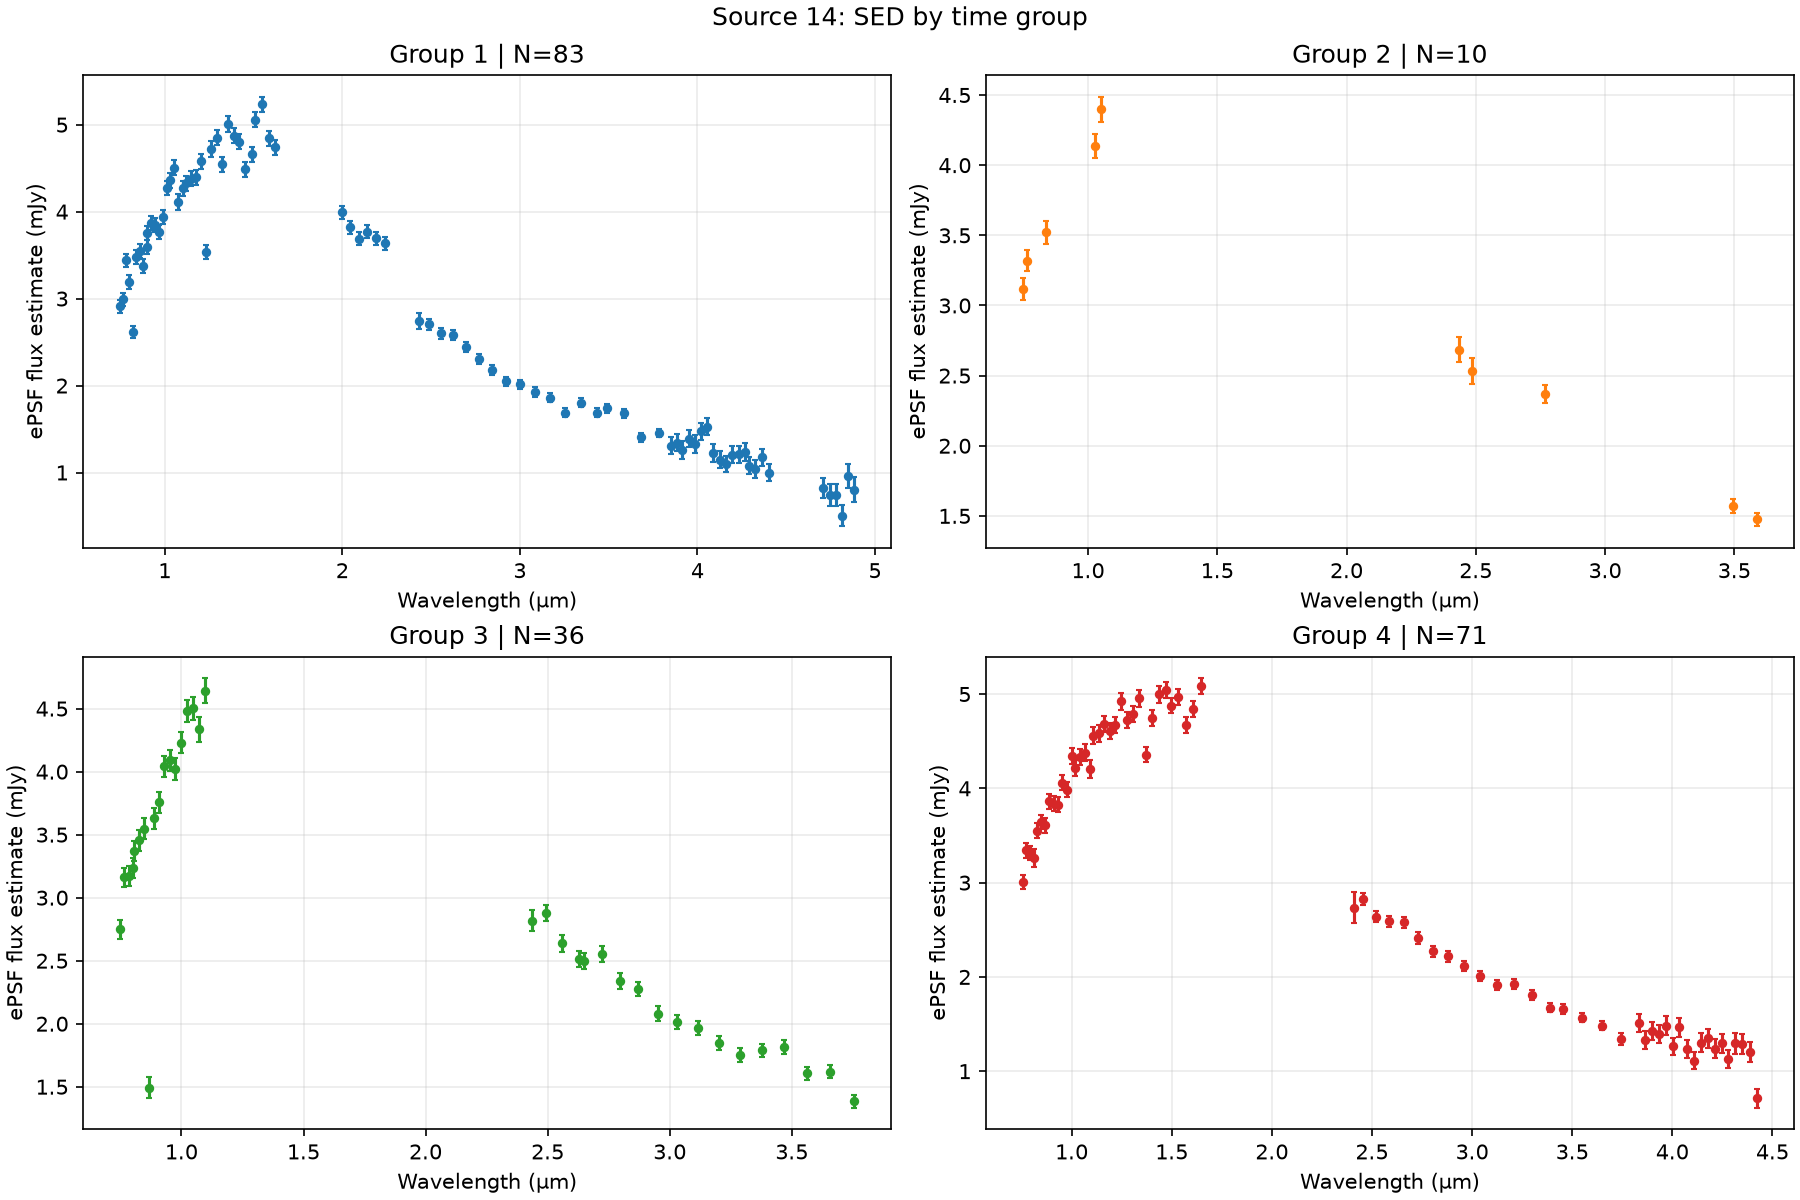 Source 14: SED by time group
Group 1 | N=83
ePSF flux estimate (mJy)
5
4
3
2
1
1 2 3 4 5
Wavelength (μm)
Group 2 | N=10
ePSF flux estimate (mJy)
4.5
4.0
3.5
3.0
2.5
2.0
1.5
1.0 1.5 2.0 2.5 3.0 3.5
Wavelength (μm)
Group 3 | N=36
ePSF flux estimate (mJy)
4.5
4.0
3.5
3.0
2.5
2.0
1.5
1.0 1.5 2.0 2.5 3.0 3.5
Wavelength (μm)
Group 4 | N=71
ePSF flux estimate (mJy)
5
4
3
2
1
1.0 1.5 2.0 2.5 3.0 3.5 4.0 4.5
Wavelength (μm)